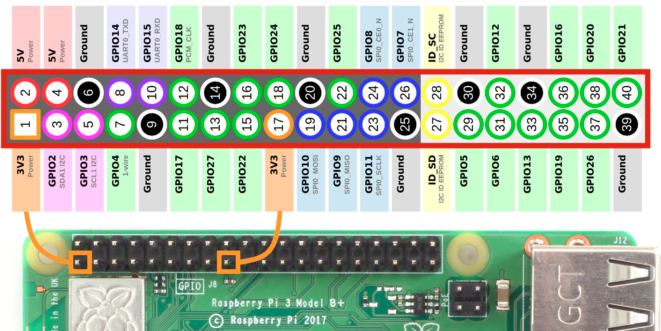 5V Power
5V Power
Ground
GPIO14 UART0_TXD
GPIO15 UART0_RXD
GPIO18 PCM_CLK
Ground
GPIO23
GPIO24
Ground
GPIO25
GPIO8 SPI0_CE0_N
GPIO7 SPI0_CE1_N
ID_SC I2C ID EEPROM
Ground
GPIO12
Ground
GPIO16
GPIO20
GPIO21
2 4 6 8 10 12 14 16 18 20 22 24 26 28 30 32 34 36 38 40
1 3 5 7 9 11 13 15 17 19 21 23 25 27 29 31 33 35 37 39
3V3 Power
GPIO2 SDA1 I2C
GPIO3 SCL1 I2C
GPIO4 1-wire
Ground
GPIO17
GPIO27
GPIO22
3V3 Power
GPIO10 SPI0_MOSI
GPIO9 SPI0_MISO
GPIO11 SPI0_SCLK
Ground
ID_SD I2C ID EEPROM
GPIO5
GPIO6
GPIO13
GPIO19
GPIO26
Ground
J12
GPIO J8
Raspberry Pi 3 Model B+
© Raspberry Pi 2017
in the UK
PoE
GCT